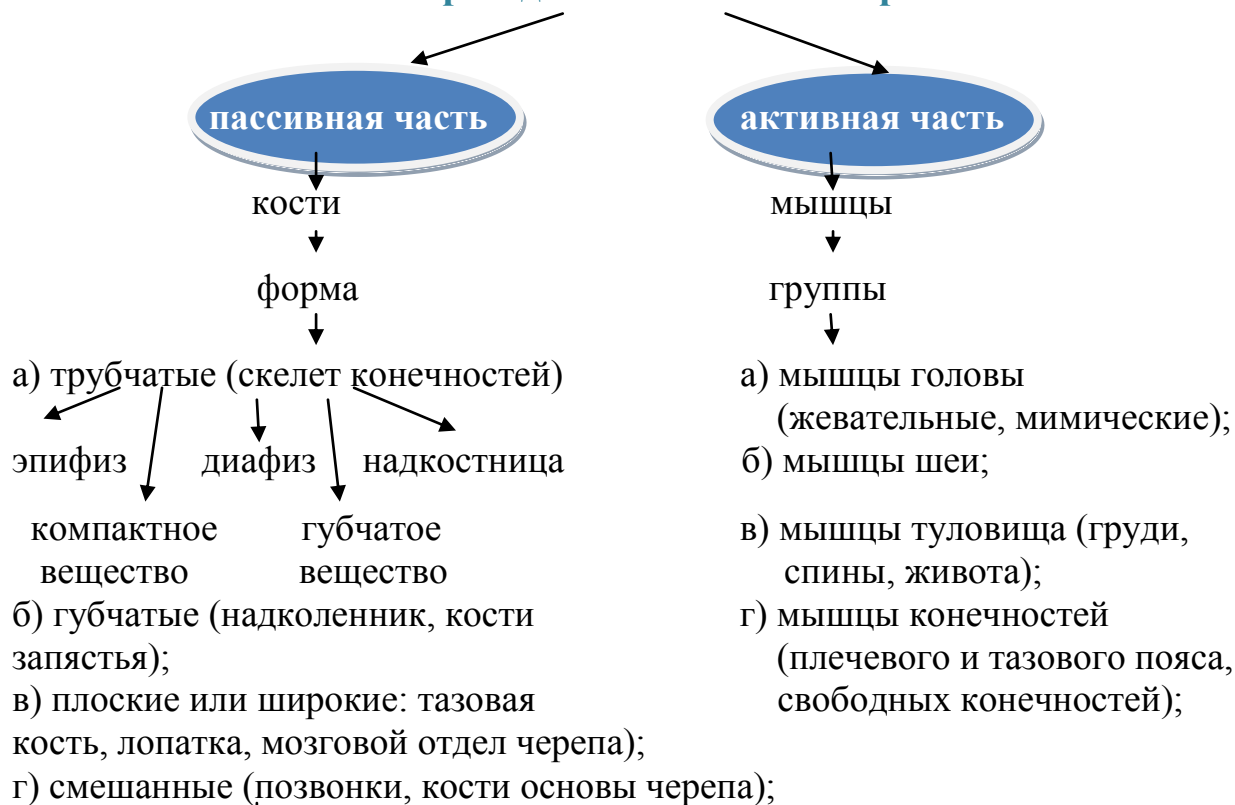 пассивная часть
активная часть
кости
мышцы
форма
группы
а) трубчатые (скелет конечностей)
эпифиз диафиз надкостница
компактное губчатое
вещество вещество
б) губчатые (надколенник, кости
запястья);
в) плоские или широкие: тазовая
кость, лопатка, мозговой отдел черепа);
г) смешанные (позвонки, кости основы черепа);
а) мышцы головы
(жевательные, мимические);
б) мышцы шеи;
в) мышцы туловища (груди,
спины, живота);
г) мышцы конечностей
(плечевого и тазового пояса,
свободных конечностей);